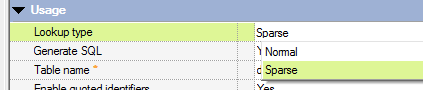 Usage
Lookup type Sparse
Generate SQL Normal
Table name * Sparse
Enable quoted identifiers Yes